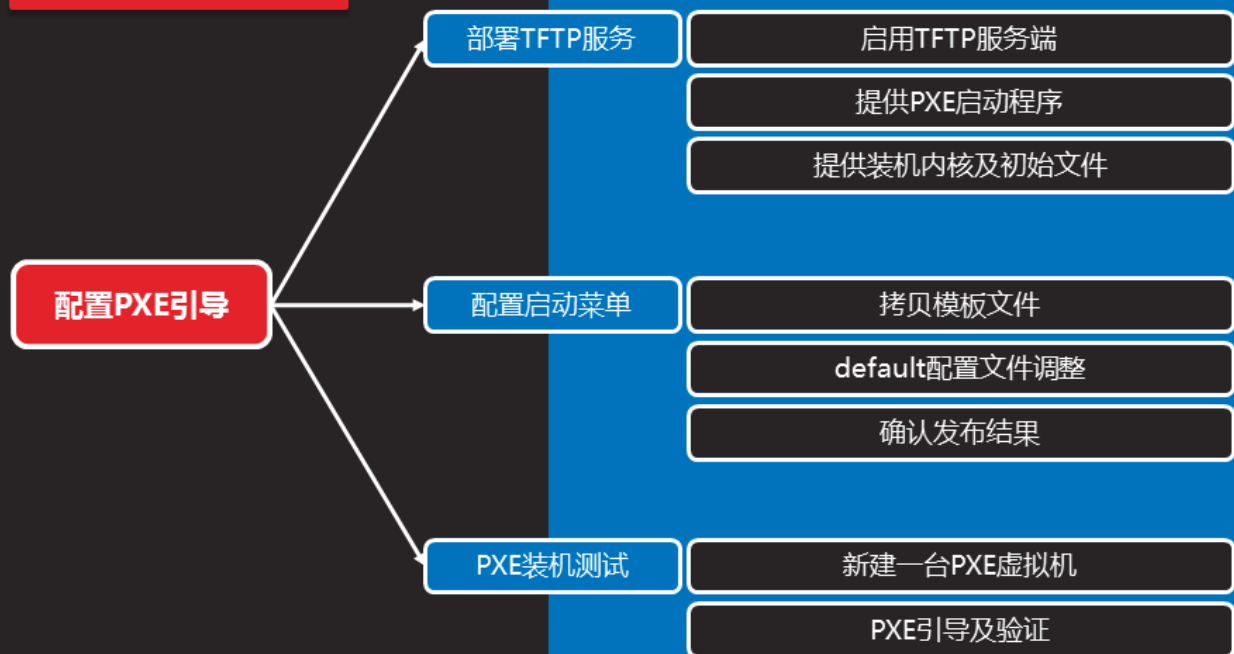 配置PXE引导
部署TFTP服务
启用TFTP服务端
提供PXE启动程序
提供装机内核及初始文件
配置启动菜单
拷贝模板文件
default配置文件调整
确认发布结果
PXE装机测试
新建一台PXE虚拟机
PXE引导及验证